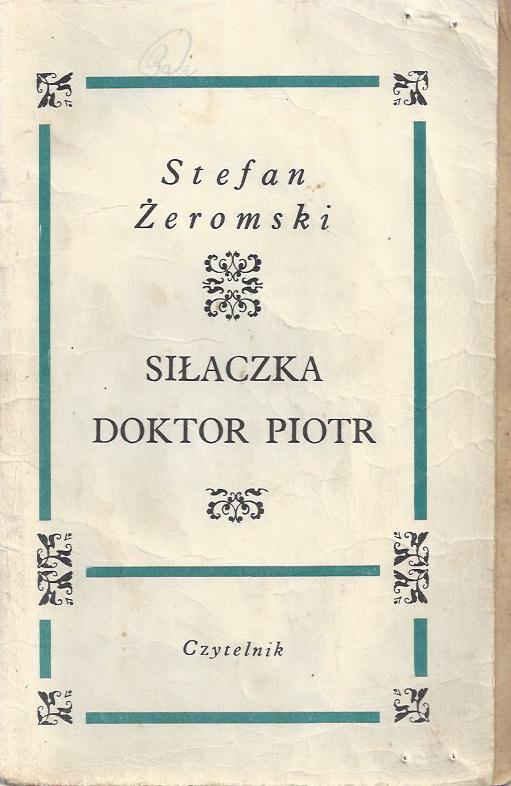 Stefan
Żeromski
SIŁACZKA
DOKTOR PIOTR
Czytelnik